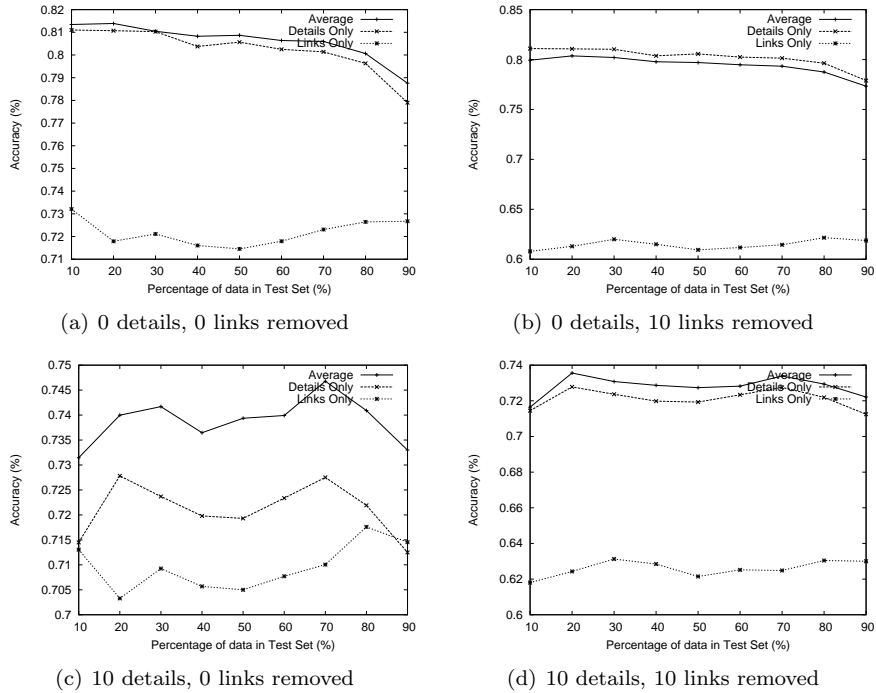 0.82
0.81
0.8
0.79
0.78
0.77
0.76
0.75
0.74
0.73
0.72
0.71
Accuracy (%)
Average
Details Only
Links Only
10 20 30 40 50 60 70 80 90
Percentage of data in Test Set (%)
(a) 0 details, 0 links removed
0.85
0.8
0.75
0.7
0.65
0.6
Accuracy (%)
Average
Details Only
Links Only
10 20 30 40 50 60 70 80 90
Percentage of data in Test Set (%)
(b) 0 details, 10 links removed
0.75
0.745
0.74
0.735
0.73
0.725
0.72
0.715
0.71
0.705
0.7
Accuracy (%)
Average
Details Only
Links Only
10 20 30 40 50 60 70 80 90
Percentage of data in Test Set (%)
(c) 10 details, 0 links removed
0.74
0.72
0.7
0.68
0.66
0.64
0.62
0.6
Accuracy (%)
Average
Details Only
Links Only
10 20 30 40 50 60 70 80 90
Percentage of data in Test Set (%)
(d) 10 details, 10 links removed